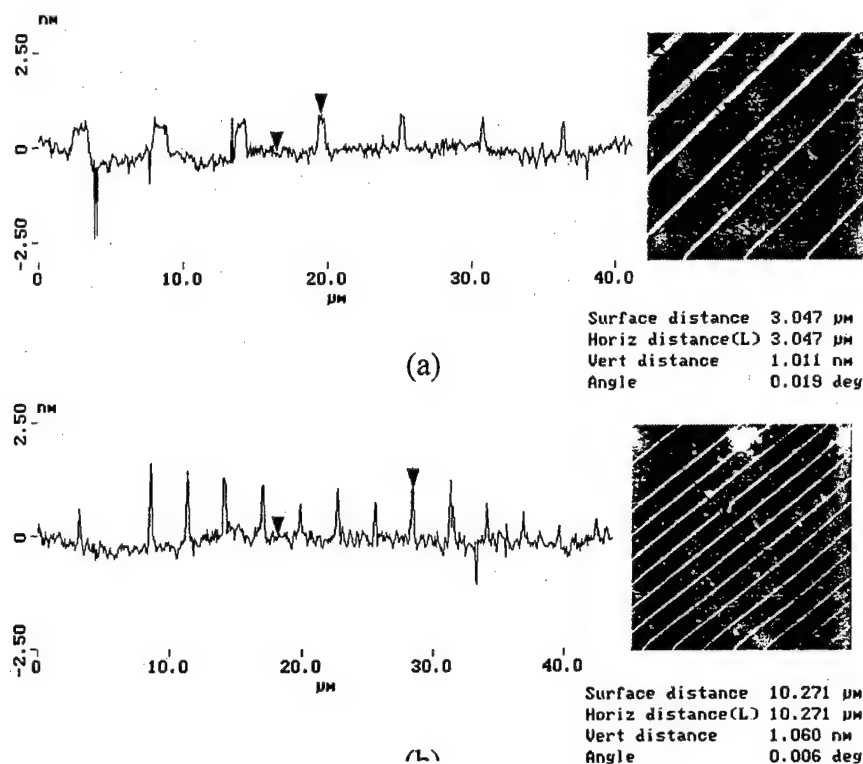 nm
2.50
0
-2.50
0
10.0
20.0
30.0
40.0
μm
Surface distance 3.047 μm
Horiz distance(L) 3.047 μm
Vert distance 1.011 nm
Angle 0.019 deg
(a)
nm
2.50
0
-2.50
0
10.0
20.0
30.0
40.0
μm
Surface distance 10.271 μm
Horiz distance(L) 10.271 μm
Vert distance 1.060 nm
Angle 0.006 deg
(b)